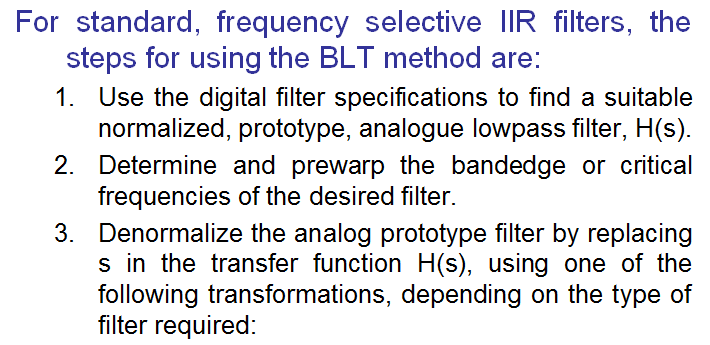 For standard, frequency selective IIR filters, the
steps for using the BLT method are:
1. Use the digital filter specifications to find a suitable
normalized, prototype, analogue lowpass filter, H(s).
2. Determine and prewarp the bandedge or critical
frequencies of the desired filter.
3. Denormalize the analog prototype filter by replacing
s in the transfer function H(s), using one of the
following transformations, depending on the type of
filter required: